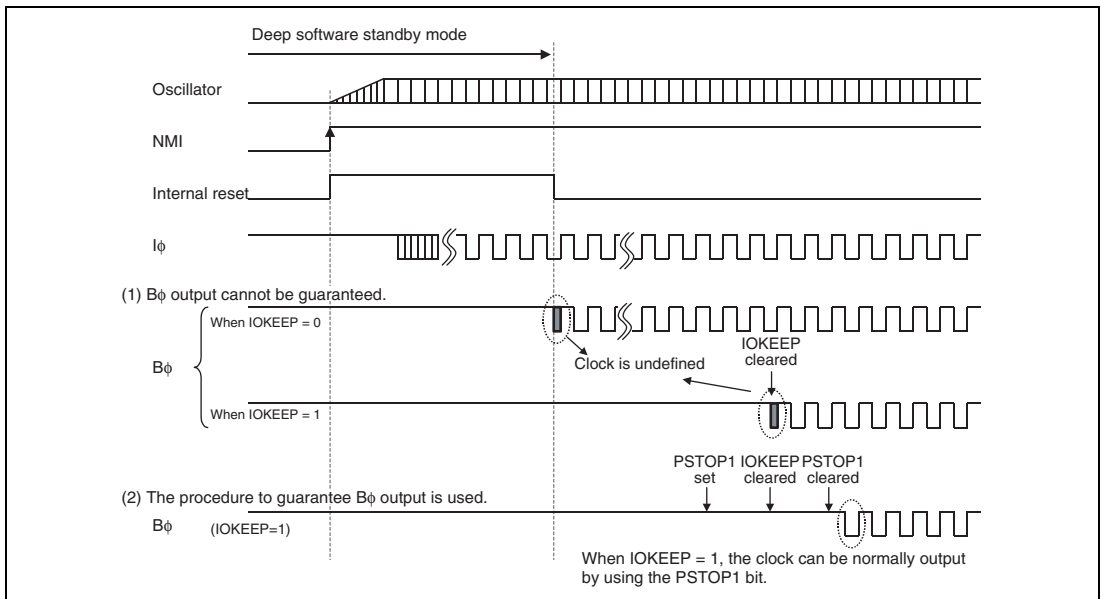 Deep software standby mode
Oscillator
NMI
Internal reset
Iϕ
(1) Bϕ output cannot be guaranteed.
When IOKEEP = 0
IOKEEP
cleared
Clock is undefined
Bϕ
When IOKEEP = 1
PSTOP1 IOKEEP PSTOP1
set cleared cleared
(2) The procedure to guarantee Bϕ output is used.
Bϕ (IOKEEP=1)
When IOKEEP = 1, the clock can be normally output
by using the PSTOP1 bit.